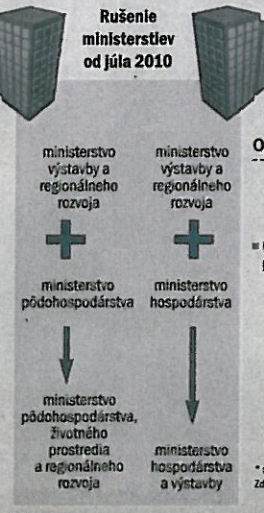 Rušenie
ministerstiev
od júla 2010
ministerstvo
výstavby a
regionálneho
rozvoja
ministerstvo
pôdohospodárstva
ministerstvo
pôdohospodárstva,
životného
prostredia
a regionálneho
rozvoja
ministerstvo
výstavby a
regionálneho
rozvoja
ministerstvo
hospodárstva
ministerstvo
hospodárstva
a výstavby